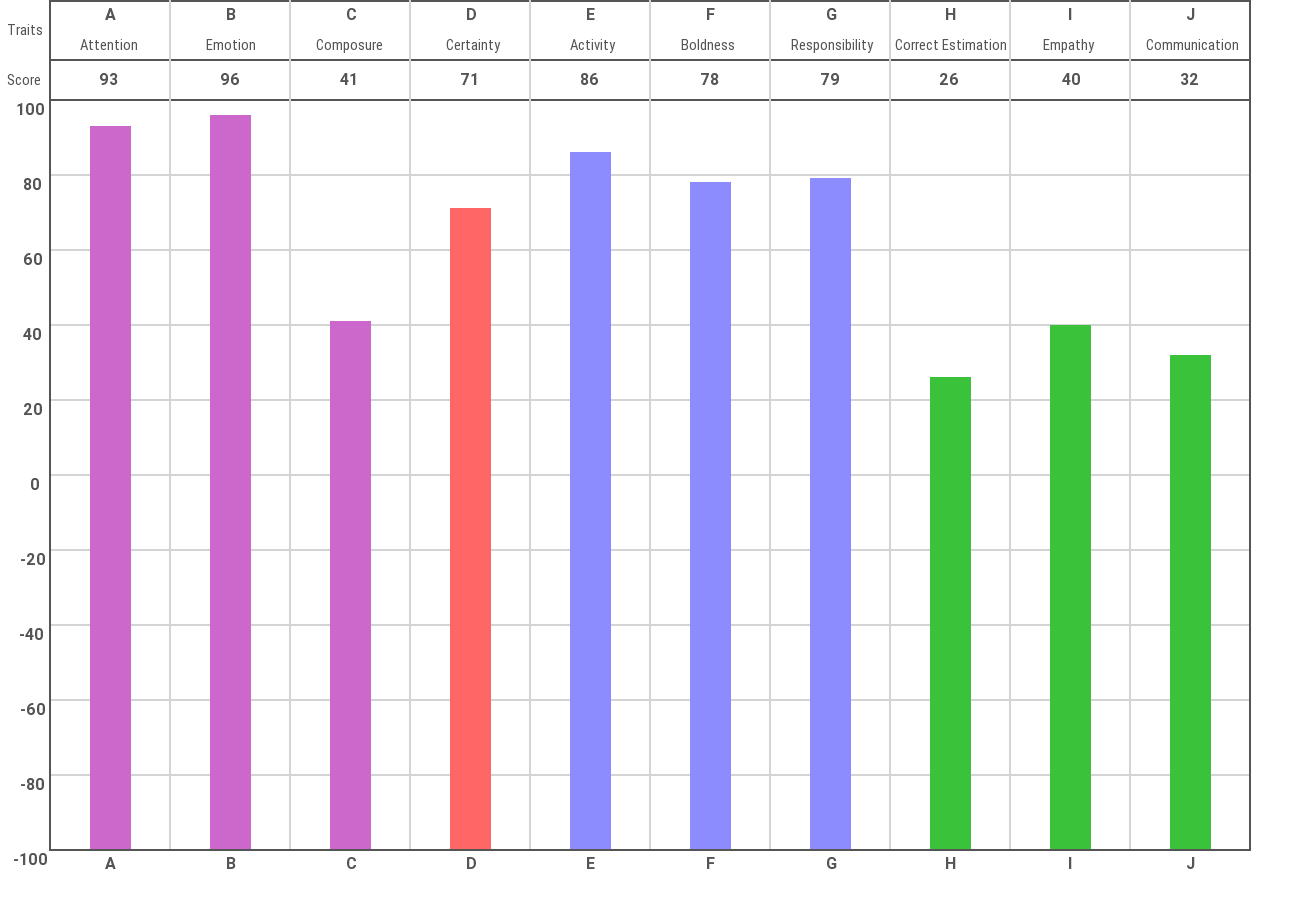 Traits A B C D E F G H I J
Attention Emotion Composure Certainty Activity Boldness Responsibility Correct Estimation Empathy Communication
Score 93 96 41 71 86 78 79 26 40 32
100
80
60
40
20
0
-20
-40
-60
-80
-100
A B C D E F G H I J